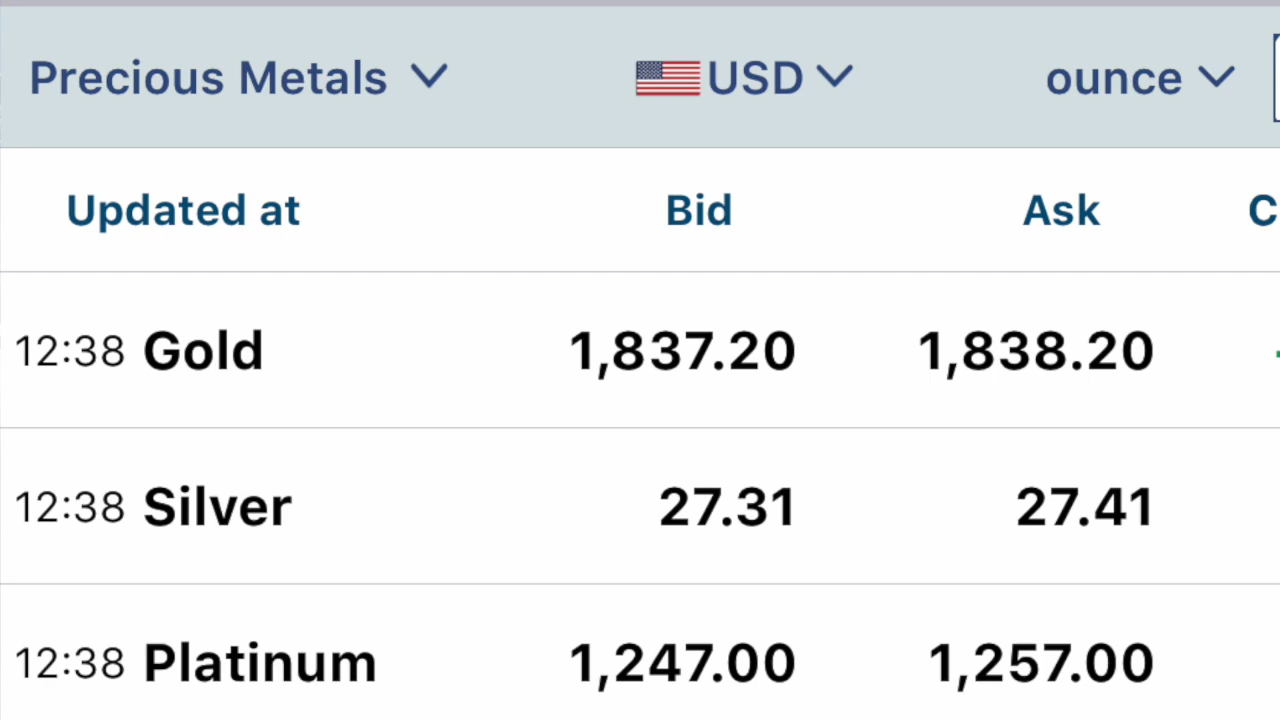 Precious Metals USD ounce
Updated at Bid Ask C
12:38 Gold 1,837.20 1,838.20
12:38 Silver 27.31 27.41
12:38 Platinum 1,247.00 1,257.00